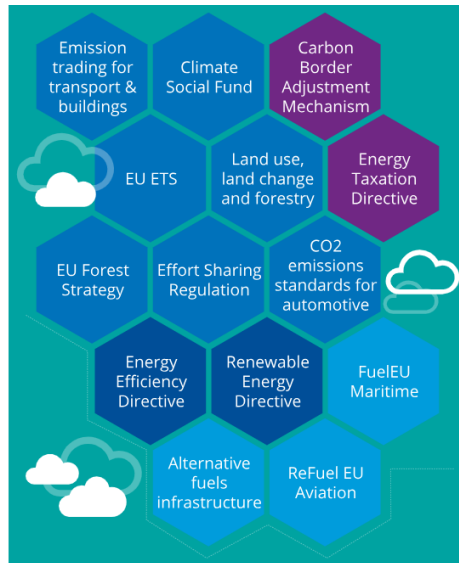 Emission
trading for
transport &
buildings
Climate
Social Fund
Carbon
Border
Adjustment
Mechanism
EU ETS
Land use,
land change
and forestry
Energy
Taxation
Directive
EU Forest
Strategy
Effort Sharing
Regulation
CO2
emissions
standards for
automotive
Energy
Efficiency
Directive
Renewable
Energy
Directive
FuelEU
Maritime
Alternative
fuels
infrastructure
ReFuel EU
Aviation